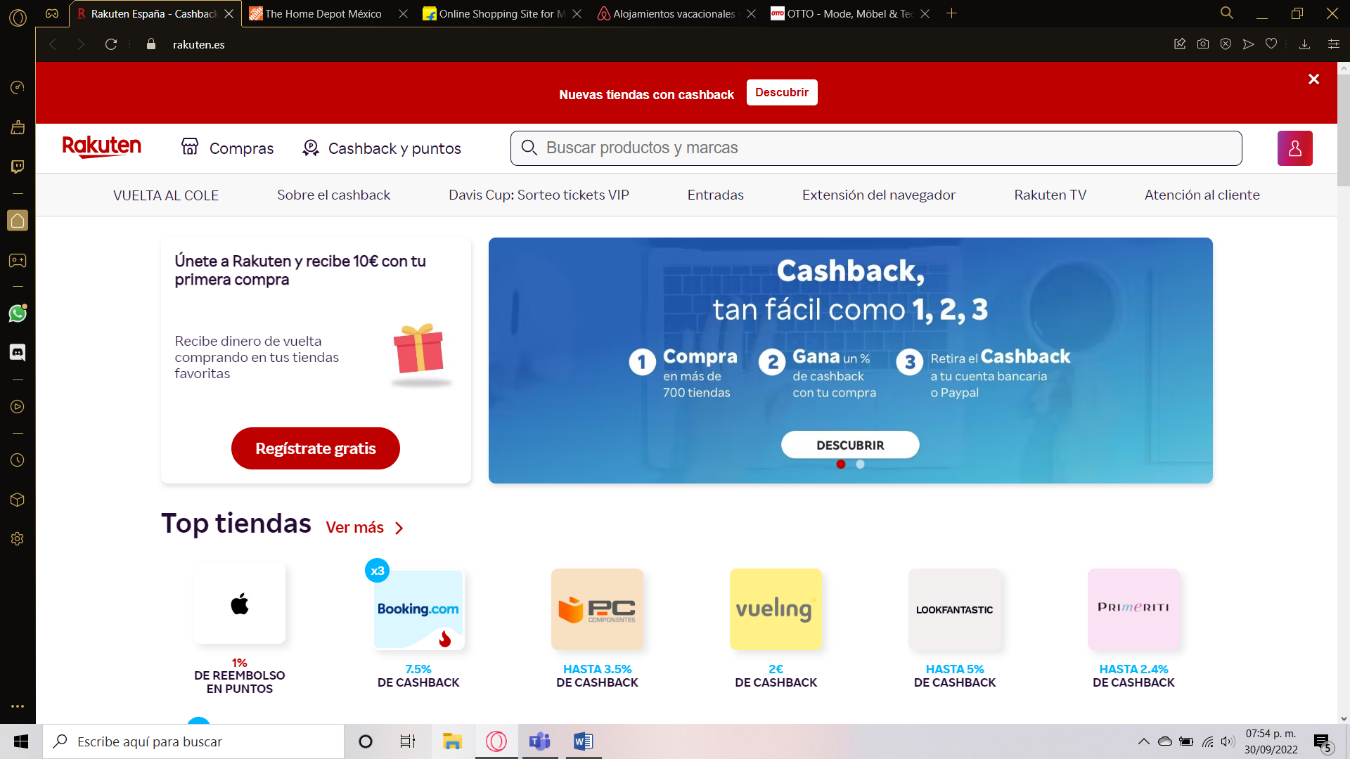 Rakuten España - Cashback
The Home Depot México
Online Shopping Site for M
Alojamientos vacacionales
OTTO - Mode, Möbel & Tec
rakuten.es
Nuevas tiendas con cashback
Descubrir
Rakuten
Compras
Cashback y puntos
Buscar productos y marcas
VUELTA AL COLE
Sobre el cashback
Davis Cup: Sorteo tickets VIP
Entradas
Extensión del navegador
Rakuten TV
Atención al cliente
Únete a Rakuten y recibe 10€ con tu
primera compra
Recibe dinero de vuelta
comprando en tus tiendas
favoritas
Regístrate gratis
Cashback,
tan fácil como 1, 2, 3
1 Compra
en más de
700 tiendas
2 Gana un %
de cashback
con tu compra
3 Retira el Cashback
a tu cuenta bancaria
o Paypal
DESCUBRIR
Top tiendas
Ver más
1%
DE REEMBOLSO
EN PUNTOS
x3
Booking.com
7.5%
DE CASHBACK
PC
COMPONENTES
HASTA 3.5%
DE CASHBACK
vueling
2€
DE CASHBACK
LOOKFANTASTIC
HASTA 5%
DE CASHBACK
PRIMERITI
HASTA 2.4%
DE CASHBACK
Escribe aquí para buscar
07:54 p. m.
30/09/2022
5